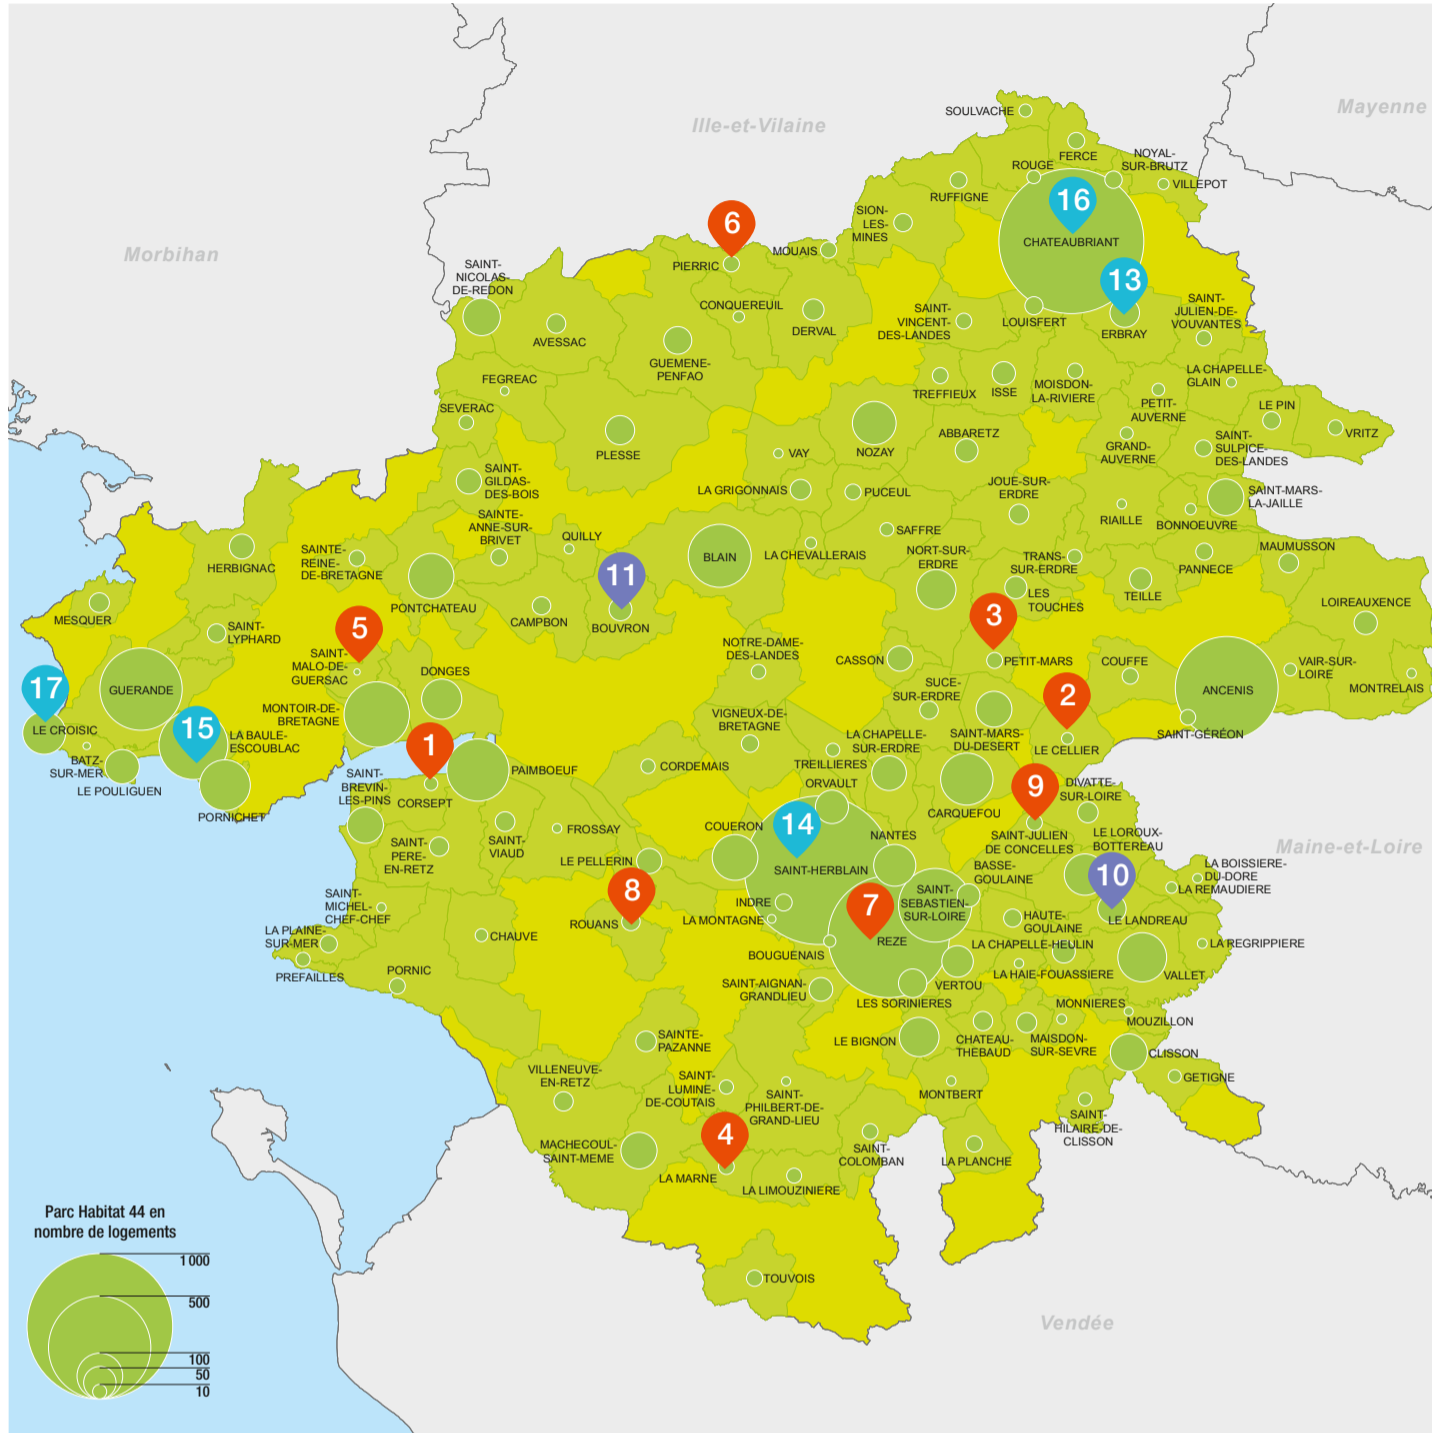 Ille-et-Vilaine
Mayenne
Morbihan
Maine-et-Loire
Vendée
SOULVACHE
FERCE
NOYAL-
SUR-BRUTZ
ROUGE
VILLEPOT
RUFFIGNE
16
SION-
LES-
MINES
6
CHATEAUBRIANT
MOUAIS
PIERRIC
SAINT-
NICOLAS-
DE-REDON
13
CONQUEREUIL
DERVAL
SAINT-
VINCENT-
DES-LANDES
LOUISFERT
ERBRAY
SAINT-
JULIEN-DE-
VOUVANTES
AVESSAC
GUEMENE-
PENFAO
FEGREAC
TREFFIEUX
ISSE
MOISDON-
LA-RIVIERE
LA CHAPELLE-
GLAIN
PETIT-
AUVERNE
LE PIN
VRITZ
SEVERAC
PLESSE
NOZAY
ABBARETZ
GRAND-
AUVERNE
SAINT-
SULPICE-
DES-LANDES
VAY
SAINT-
GILDAS-
DES-BOIS
LA GRIGONNAIS
PUCEUL
JOUE-SUR-
ERDRE
SAINT-MARS-
LA-JAILLE
RIAILLE
BONNOEUVRE
SAINTE-
ANNE-SUR-
BRIVET
QUILLY
SAFFRE
LA CHEVALLERAIS
BLAIN
NORT-SUR-
ERDRE
TRANS-
SUR-ERDRE
PANNECE
MAUMUSSON
HERBIGNAC
SAINTE-
REINE-
DE-BRETAGNE
PONTCHATEAU
11
CAMPBON
BOUVRON
LES
TOUCHES
TEILLE
LOIREAUXENCE
MESQUER
SAINT-
LYPHARD
5
3
NOTRE-DAME-
DES-LANDES
CASSON
PETIT-MARS
COUFFE
VAIR-SUR-
LOIRE
MONTRELAIS
SAINT-
MALO-DE-
GUERSAC
DONGES
GUERANDE
17
SUCE-
SUR-ERDRE
2
ANCENIS
MONTOIR-DE-
BRETAGNE
LE CROISIC
15
LA BAULE-
ESCOUBLAC
VIGNEUX-DE-
BRETAGNE
LA CHAPELLE-
SUR-ERDRE
SAINT-MARS-
DU-DESERT
LE CELLIER
SAINT-GÉRÉON
BATZ-
SUR-MER
LE POULIGUEN
1
TREILLIERES
CORDEMAIS
PAIMBOEUF
PORNICHET
SAINT-
BREVIN-
LES-PINS
CORSEPT
ORVAULT
CARQUEFOU
9
DIVATTE-
SUR-LOIRE
SAINT-JULIEN
DE CONCELLES
14
COUERON
NANTES
FROSSAY
SAINT-
VIAUD
SAINT-
PERE-
EN-RETZ
LE LOROUX-
BOTTEREAU
LE PELLERIN
SAINT-HERBLAIN
BASSE-
GOULAINE
10
LA BOISSIERE-
DU-DORE
LA REMAUDIERE
8
SAINT-
SEBASTIEN-
SUR-LOIRE
INDRE
7
SAINT-
MICHEL-
CHEF-CHEF
ROUANS
LA MONTAGNE
LE LANDREAU
HAUTE-
GOULAINE
LA PLAINE-
SUR-MER
CHAUVE
REZE
LA CHAPELLE-HEULIN
LA REGRIPPIERE
BOUGUENAIS
PREFAILLES
PORNIC
LA HAIE-FOUASSIERE
VALLET
SAINT-AIGNAN-
GRANDLIEU
VERTOU
LES SORINIERES
MONNIERES
MOUZILLON
SAINTE-
PAZANNE
LE BIGNON
CHATEAU-
THEBAUD
MAISDON-
SUR-SEVRE
CLISSON
GETIGNE
VILLENEUVE-
EN-RETZ
SAINT-
LUMINE-
DE-COUTAIS
SAINT-
PHILBERT-DE-
GRAND-LIEU
MONTBERT
SAINT-
HILAIRE-DE-
CLISSON
4
MACHECOUL-
SAINT-MEME
SAINT-
COLOMBAN
LA PLANCHE
LA MARNE
LA LIMOUZINIERE
TOUVOIS
Parc Habitat 44 en
nombre de logements
1 000
500
100
50
10